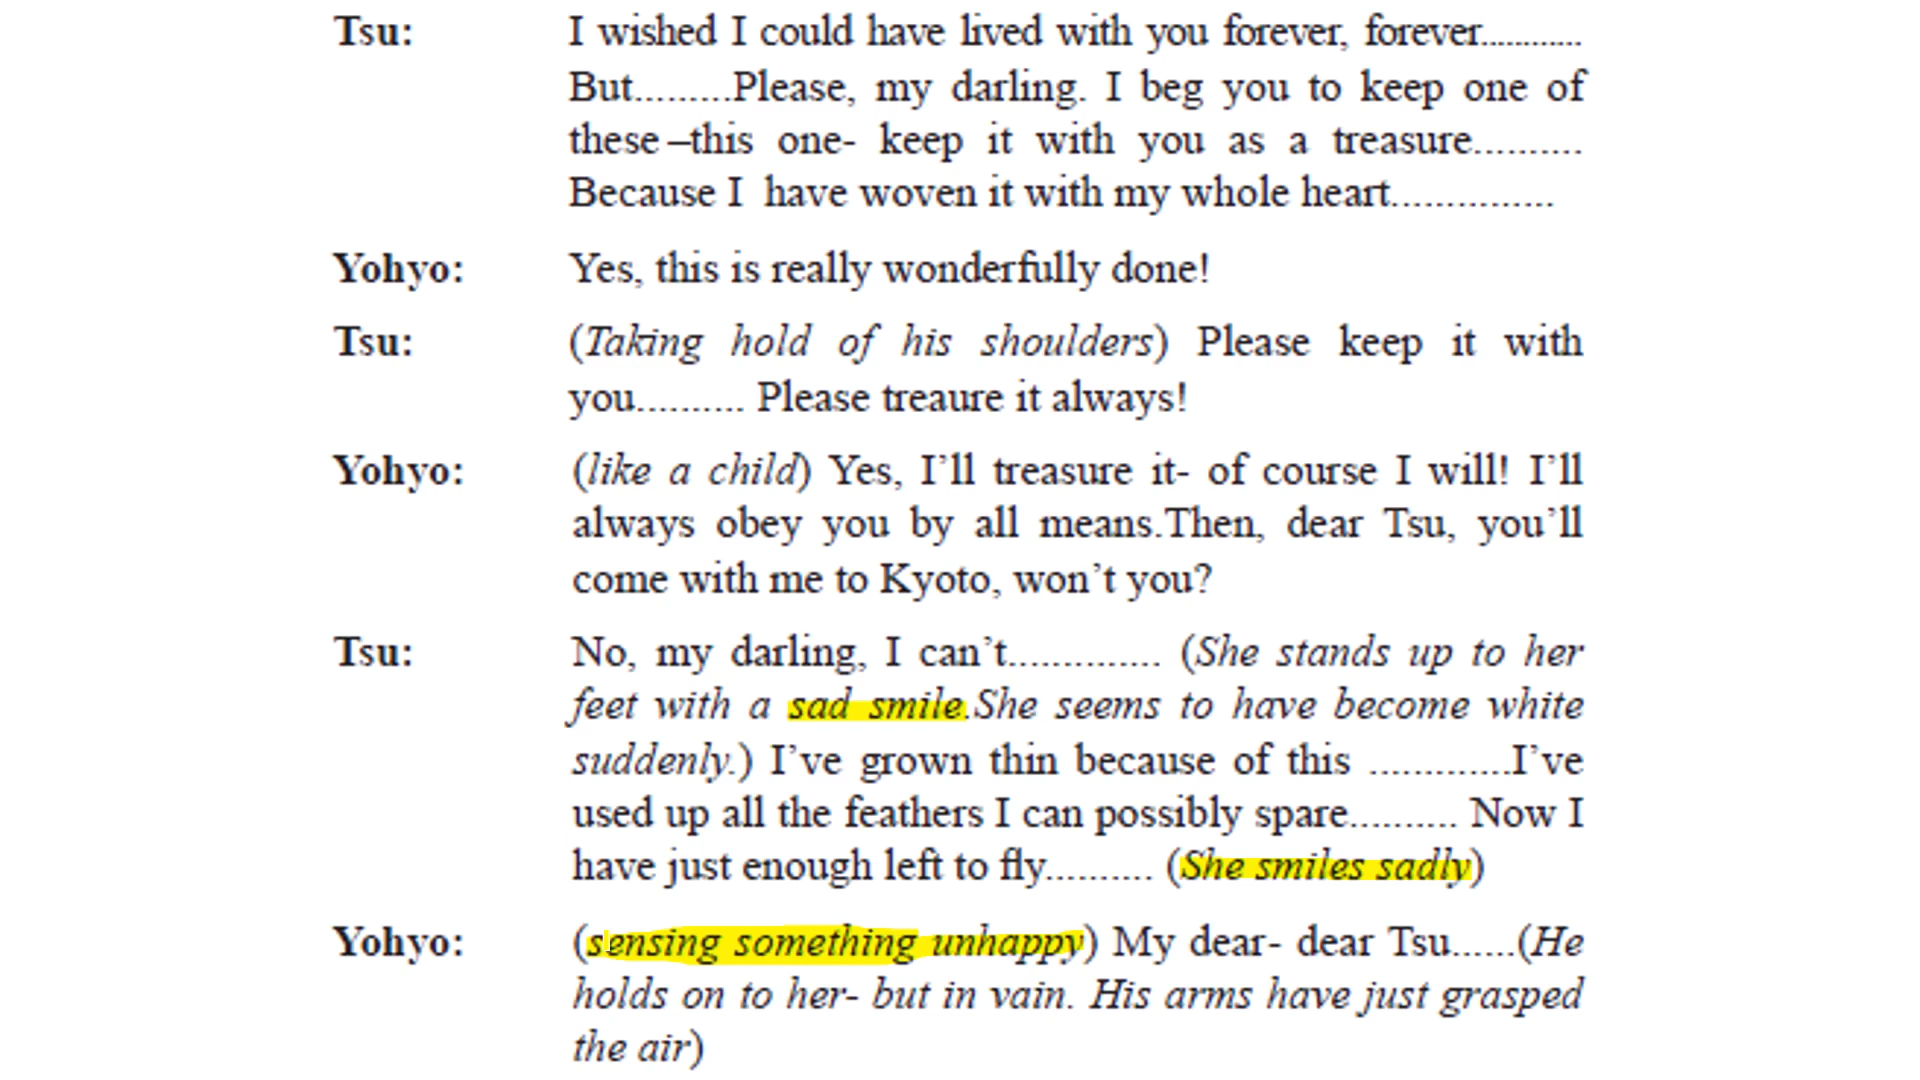 Tsu: I wished I could have lived with you forever, forever............
But.........Please, my darling. I beg you to keep one of
these –this one- keep it with you as a treasure..........
Because I have woven it with my whole heart...............
Yohyo: Yes, this is really wonderfully done!
Tsu: (Taking hold of his shoulders) Please keep it with
you.......... Please treaure it always!
Yohyo: (like a child) Yes, I’ll treasure it- of course I will! I’ll
always obey you by all means.Then, dear Tsu, you’ll
come with me to Kyoto, won’t you?
Tsu: No, my darling, I can’t.............. (She stands up to her
feet with a sad smile.She seems to have become white
suddenly.) I’ve grown thin because of this .............I’ve
used up all the feathers I can possibly spare.......... Now I
have just enough left to fly.......... (She smiles sadly)
Yohyo: (sensing something unhappy) My dear- dear Tsu......(He
holds on to her- but in vain. His arms have just grasped
the air)